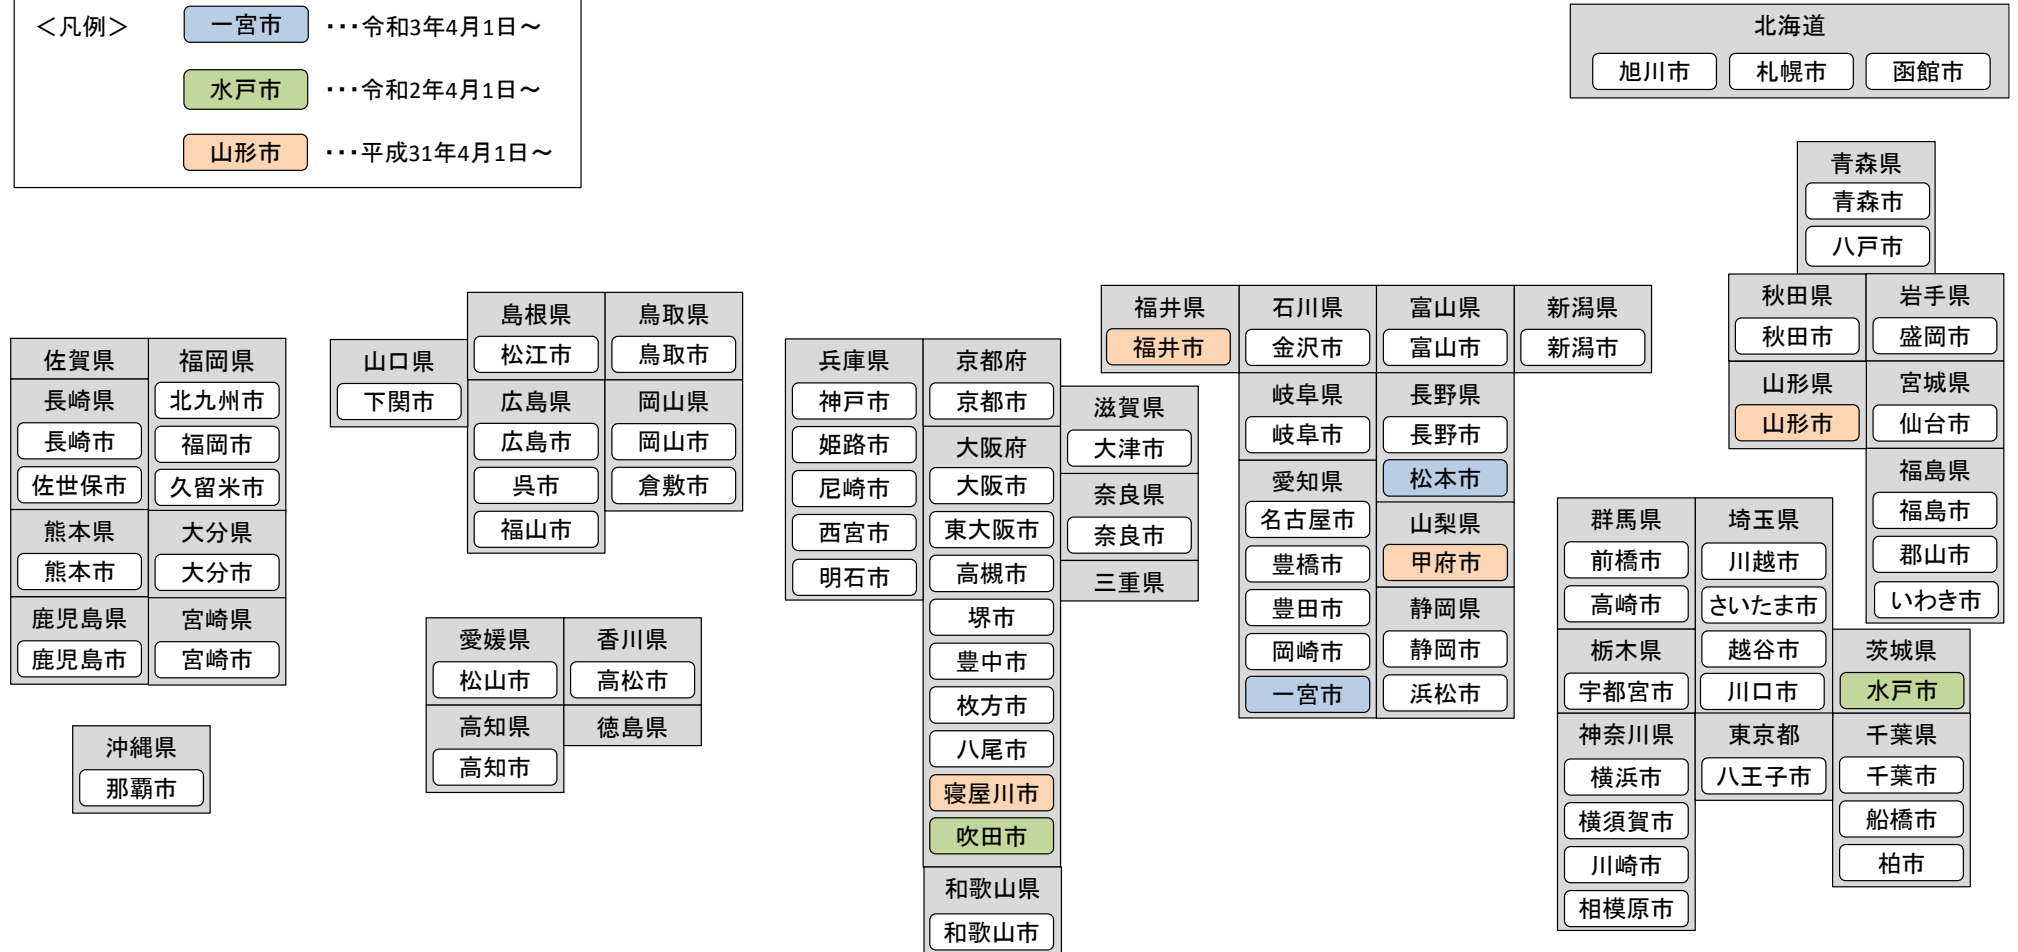 ＜凡例＞
一宮市 ・・・令和3年4月1日～
水戸市 ・・・令和2年4月1日～
山形市 ・・・平成31年4月1日～
北海道
旭川市 札幌市 函館市
青森県
青森市
八戸市
秋田県
秋田市
岩手県
盛岡市
山形県
山形市
宮城県
仙台市
福島県
福島市
郡山市
いわき市
福井県
福井市
石川県
金沢市
富山県
富山市
新潟県
新潟市
岐阜県
岐阜市
長野県
長野市
松本市
愛知県
名古屋市
豊橋市
豊田市
岡崎市
一宮市
山梨県
甲府市
静岡県
静岡市
浜松市
群馬県
前橋市
高崎市
埼玉県
川越市
さいたま市
越谷市
川口市
栃木県
宇都宮市
茨城県
水戸市
神奈川県
横浜市
横須賀市
川崎市
相模原市
東京都
八王子市
千葉県
千葉市
船橋市
柏市
兵庫県
神戸市
姫路市
尼崎市
西宮市
明石市
京都府
京都市
大阪府
大阪市
東大阪市
高槻市
堺市
豊中市
枚方市
八尾市
寝屋川市
吹田市
和歌山県
和歌山市
滋賀県
大津市
奈良県
奈良市
三重県
島根県
松江市
鳥取県
鳥取市
山口県
下関市
広島県
広島市
呉市
福山市
岡山県
岡山市
倉敷市
愛媛県
松山市
香川県
高松市
高知県
高知市
徳島県
佐賀県
福岡県
北九州市
福岡市
久留米市
長崎県
長崎市
佐世保市
熊本県
熊本市
大分県
大分市
鹿児島県
鹿児島市
宮崎県
宮崎市
沖縄県
那覇市